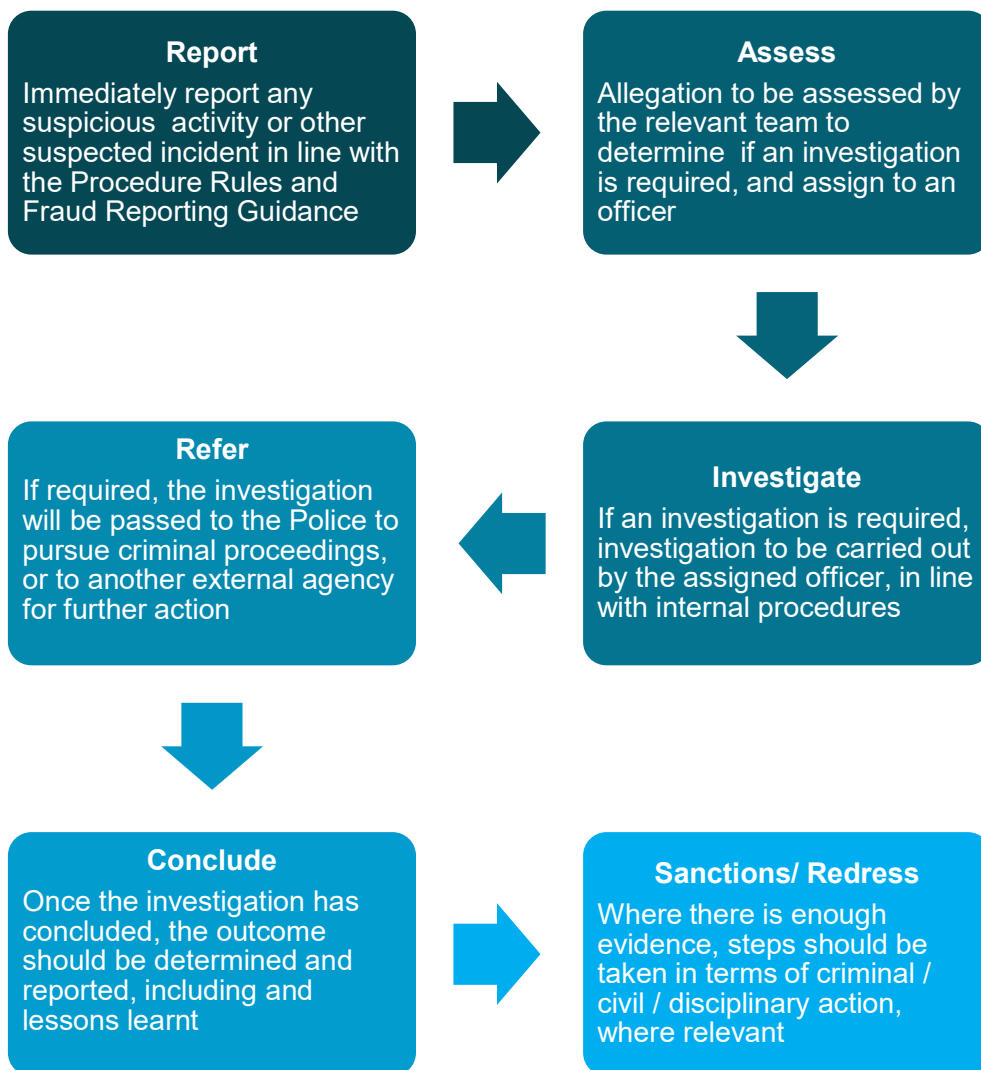 Report
Immediately report any
suspicious  activity or other
suspected incident in line with
the Procedure Rules and
Fraud Reporting Guidance
Assess
Allegation to be assessed by
the relevant team to
determine  if an investigation
is required, and assign to an
officer
Investigate
If an investigation is required,
investigation to be carried out
by the assigned officer, in line
with internal procedures
Refer
If required, the investigation
will be passed to the Police to
pursue criminal proceedings,
or to another external agency
for further action
Conclude
Once the investigation has
concluded, the outcome
should be determined and
reported, including and
lessons learnt
Sanctions/ Redress
Where there is enough
evidence, steps should be
taken in terms of criminal /
civil / disciplinary action,
where relevant